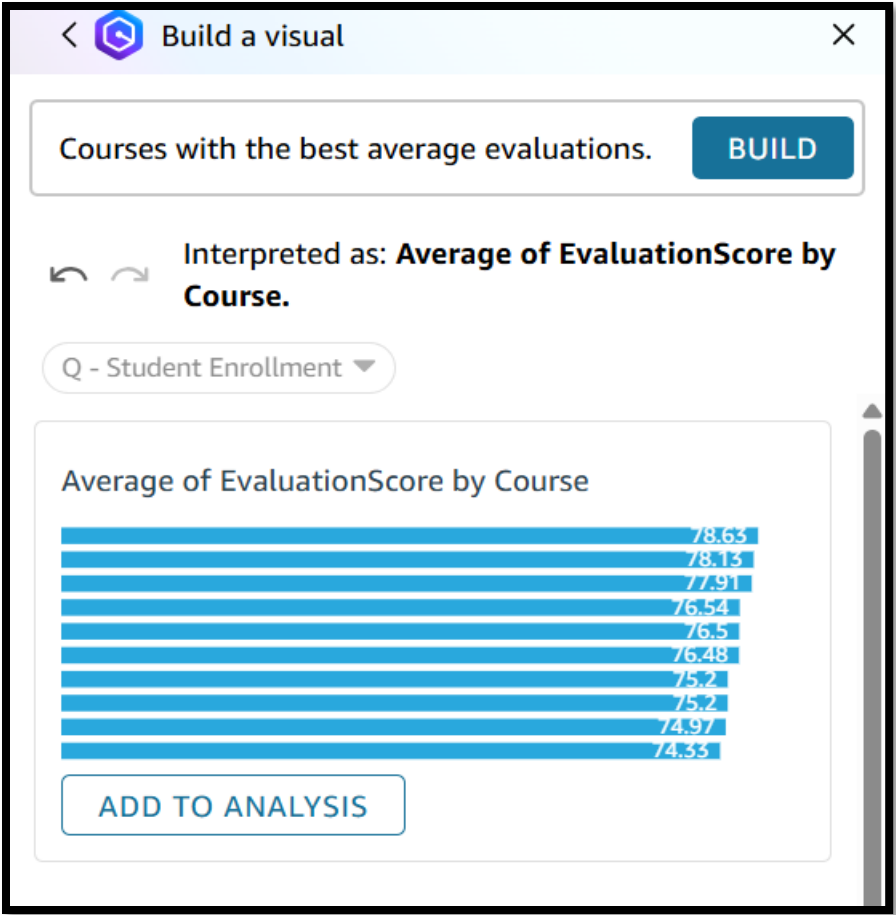 Build a visual
Courses with the best average evaluations.
BUILD
Interpreted as: Average of EvaluationScore by
Course.
Q - Student Enrollment
Average of EvaluationScore by Course
78.63
78.13
77.91
76.54
76.5
76.48
75.2
75.2
74.97
74.33
ADD TO ANALYSIS